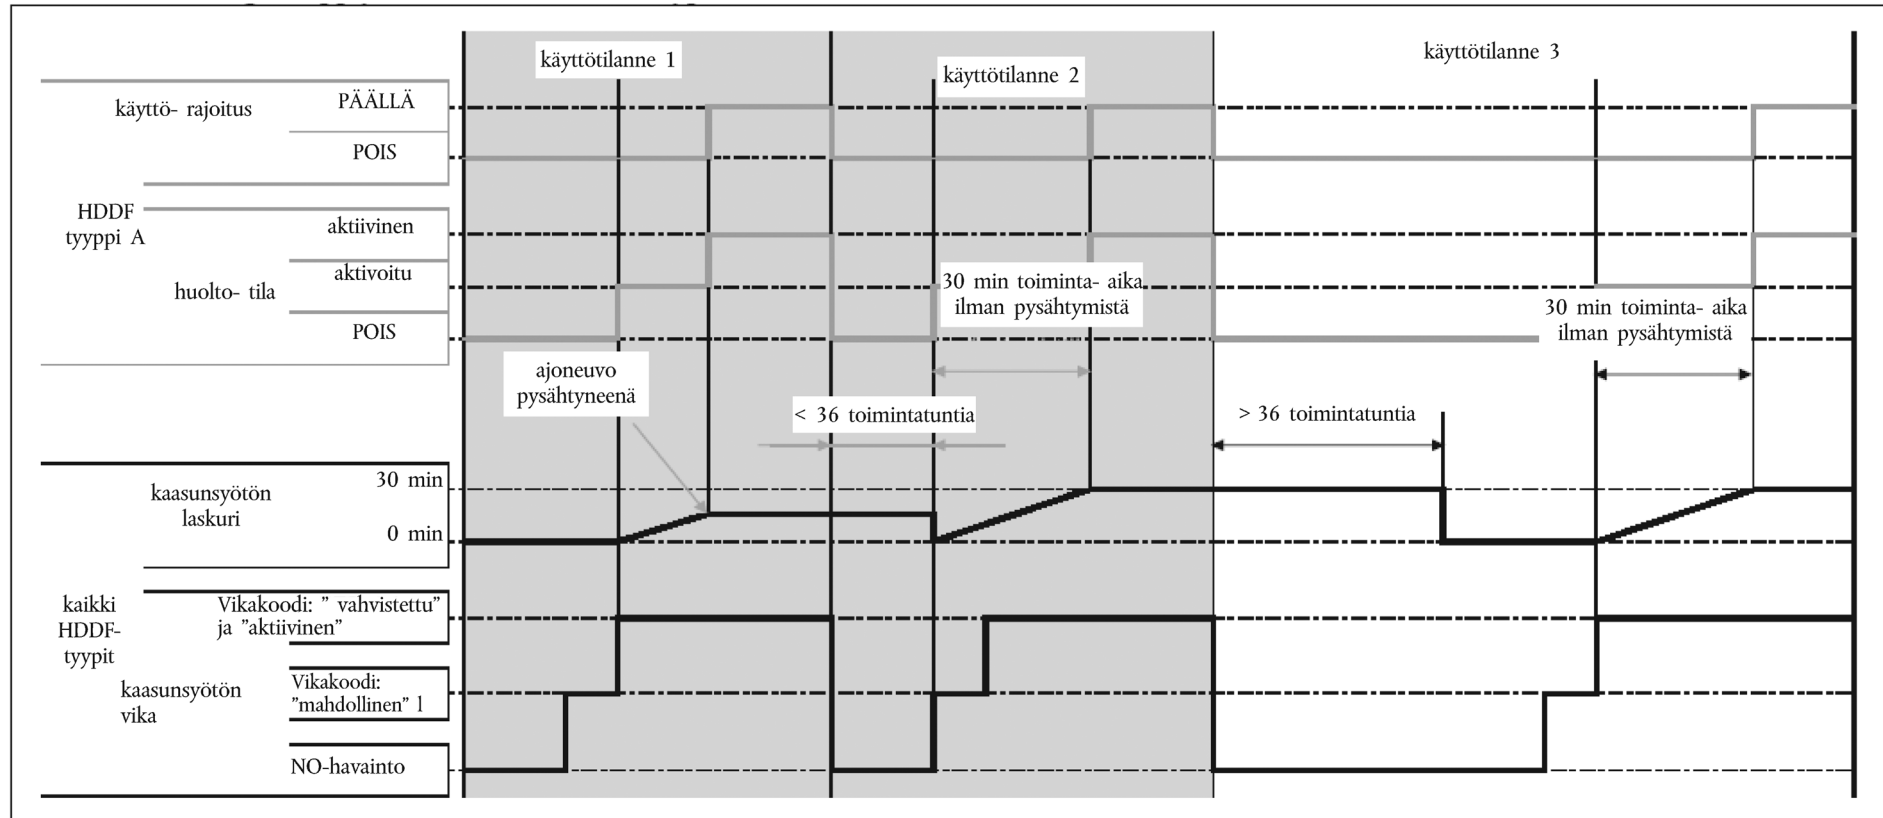 käyttötilanne 1
käyttötilanne 2
käyttötilanne 3
käyttö- rajoitus
PÄÄLLÄ
POIS
HDDF
tyyppi A
aktiivinen
aktivoitu
huolto- tila
POIS
30 min toiminta- aika
ilman pysähtymistä
30 min toiminta- aika
ilman pysähtymistä
ajoneuvo
pysähtyneenä
< 36 toimintatuntia
> 36 toimintatuntia
kaasunsyötön
laskuri
30 min
0 min
kaikki
HDDF-
tyypit
Vikakoodi: ” vahvistettu”
ja ”aktiivinen”
kaasunsyötön
vika
Vikakoodi:
”mahdollinen” l
NO-havainto